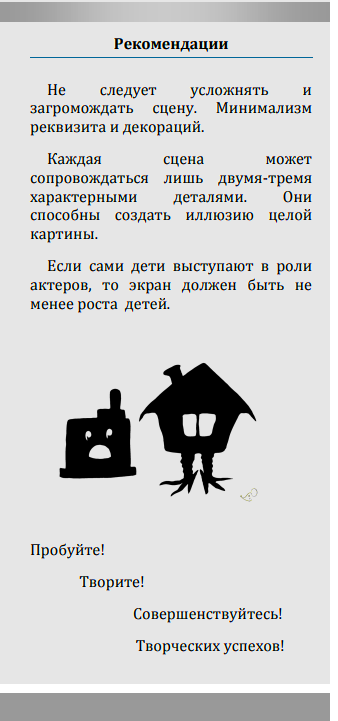 Рекомендации
Не следует усложнять и
загромождать сцену. Минимализм
реквизита и декораций.
Каждая сцена может
сопровождаться лишь двумя-тремя
характерными деталями. Они
способны создать иллюзию целой
картины.
Если сами дети выступают в роли
актеров, то экран должен быть не
менее роста детей.
Пробуйте!
Творите!
Совершенствуйтесь!
Творческих успехов!